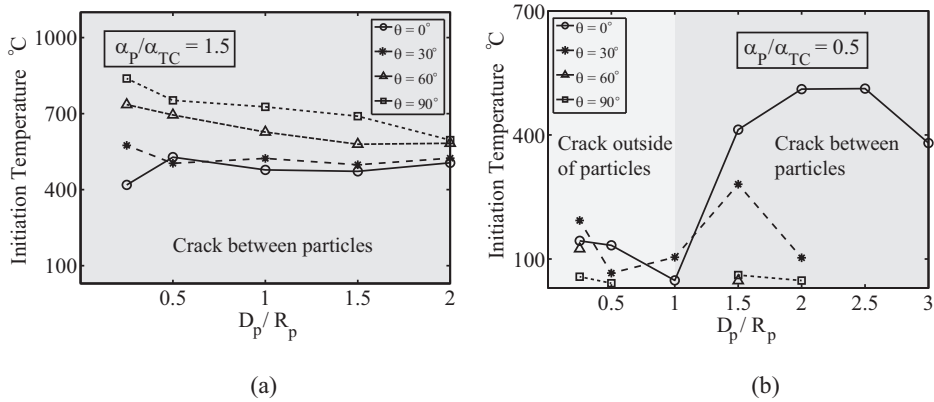 1100
700
400
100
Initiation Temperature °C
α_P/α_TC = 1.5
θ = 0°
θ = 30°
θ = 60°
θ = 90°
Crack between particles
0.5
1
1.5
2
D_p / R_p
(a)
700
400
100
Initiation Temperature °C
θ = 0°
θ = 30°
θ = 60°
θ = 90°
α_P/α_TC = 0.5
Crack outside
of particles
Crack between
particles
0.5
1
1.5
2
2.5
3
D_p / R_p
(b)